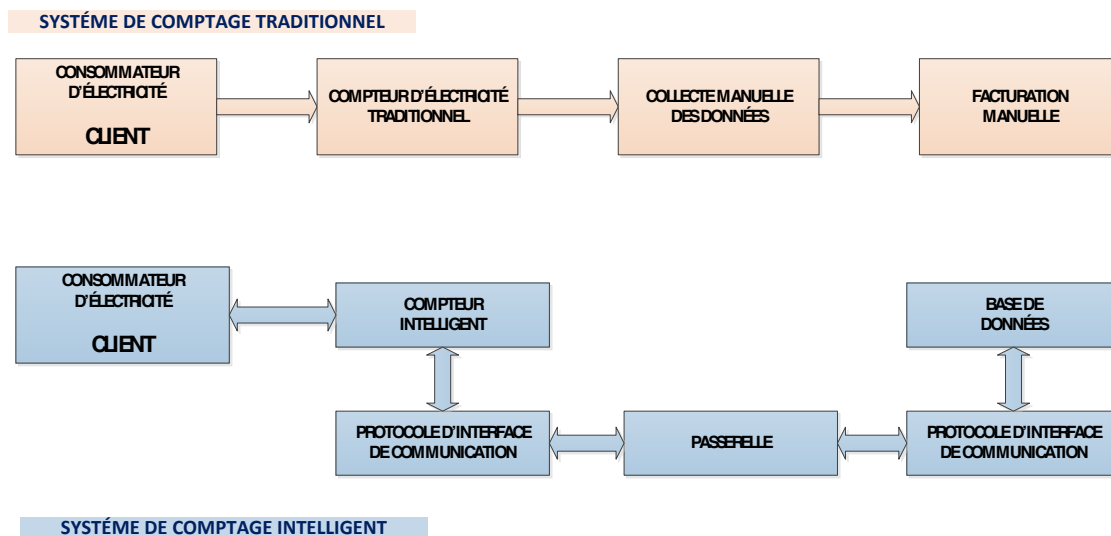 SYSTÉME DE COMPTAGE TRADITIONNEL
CONSOMMATEUR
D'ÉLECTRICITÉ
CLIENT
COMPTEUR D'ÉLECTRICITÉ
TRADITIONNEL
COLLECTE MANUELLE
DES DONNÉES
FACTURATION
MANUELLE
CONSOMMATEUR
D'ÉLECTRICITÉ
CLIENT
COMPTEUR
INTELLIGENT
BASE DE
DONNÉES
PROTOCOLE D'INTERFACE
DE COMMUNICATION
PASSERELLE
PROTOCOLE D'INTERFACE
DE COMMUNICATION
SYSTÉME DE COMPTAGE INTELLIGENT